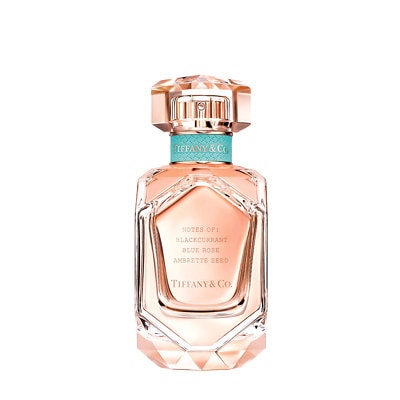 TIFFANY & CO.
NOTES OF:
BLACKCURRANT
BLUE ROSE
AMBRETTE SEED
TIFFANY & CO.